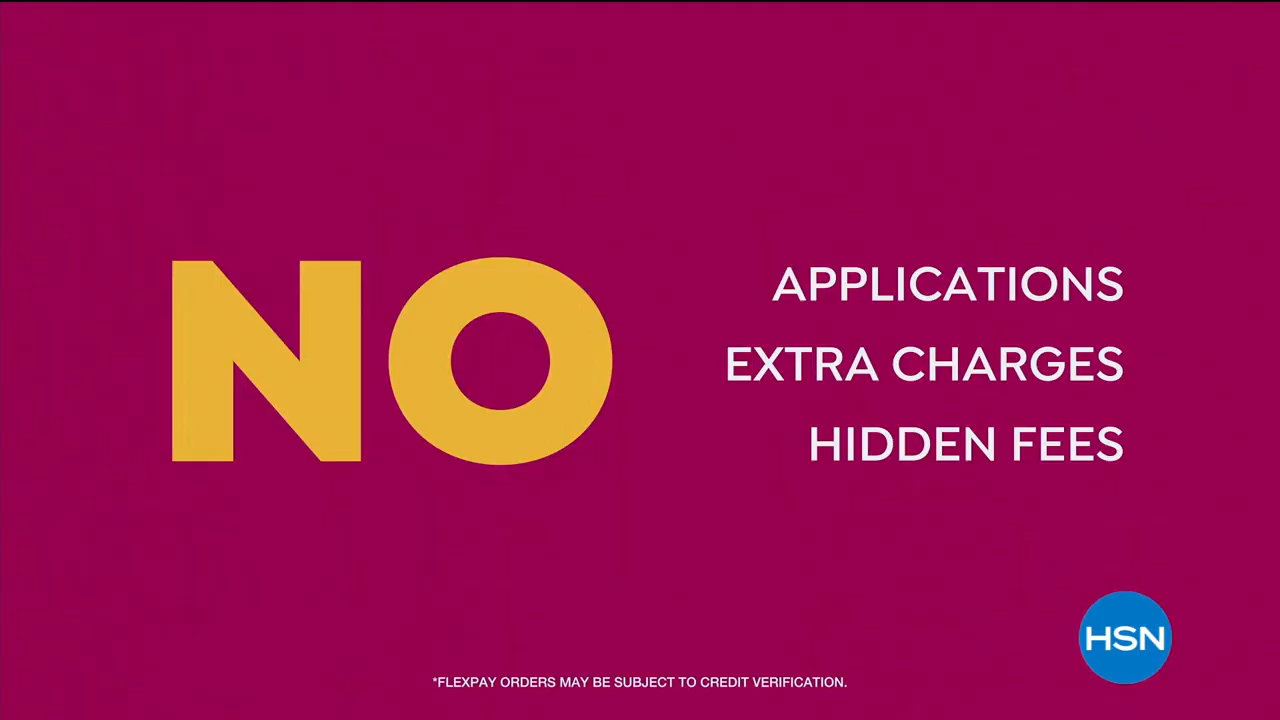 NO
APPLICATIONS
EXTRA CHARGES
HIDDEN FEES
HSN
*FLEXPAY ORDERS MAY BE SUBJECT TO CREDIT VERIFICATION.